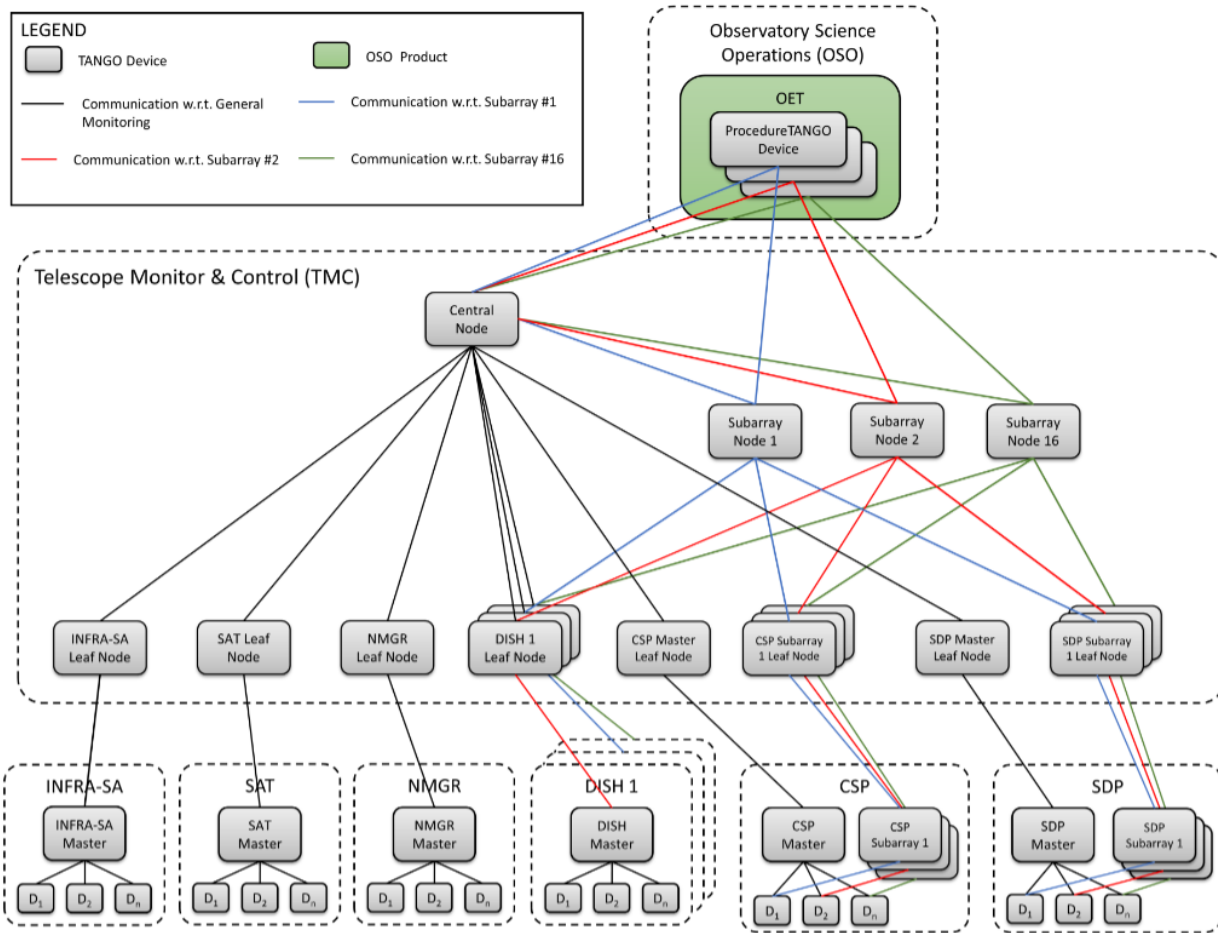 LEGEND
TANGO Device
OSO Product
Communication w.r.t. General
Monitoring
Communication w.r.t. Subarray #1
Communication w.r.t. Subarray #2
Communication w.r.t. Subarray #16
Observatory Science
Operations (OSO)
OET
ProcedureTANGO
Device
Telescope Monitor & Control (TMC)
Central
Node
Subarray
Node 1
Subarray
Node 2
Subarray
Node 16
INFRA-SA
Leaf Node
SAT Leaf
Node
NMGR
Leaf Node
DISH 1
Leaf Node
CSP Master
Leaf Node
CSP Subarray
1 Leaf Node
SDP Master
Leaf Node
SDP Subarray
1 Leaf Node
INFRA-SA
INFRA-SA
Master
D1
D2
Dn
SAT
SAT
Master
D1
D2
Dn
NMGR
NMGR
Master
D1
D2
Dn
DISH 1
DISH
Master
D1
D2
Dn
CSP
CSP
Master
CSP
Subarray 1
D1
D2
Dn
SDP
SDP
Master
SDP
Subarray 1
D1
D2
Dn